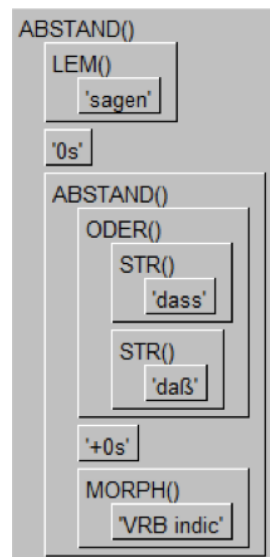 ABSTAND()
LEM()
'sagen'
'0s'
ABSTAND()
ODER()
STR()
'dass'
STR()
'daß'
'+0s'
MORPH()
'VRB indic'